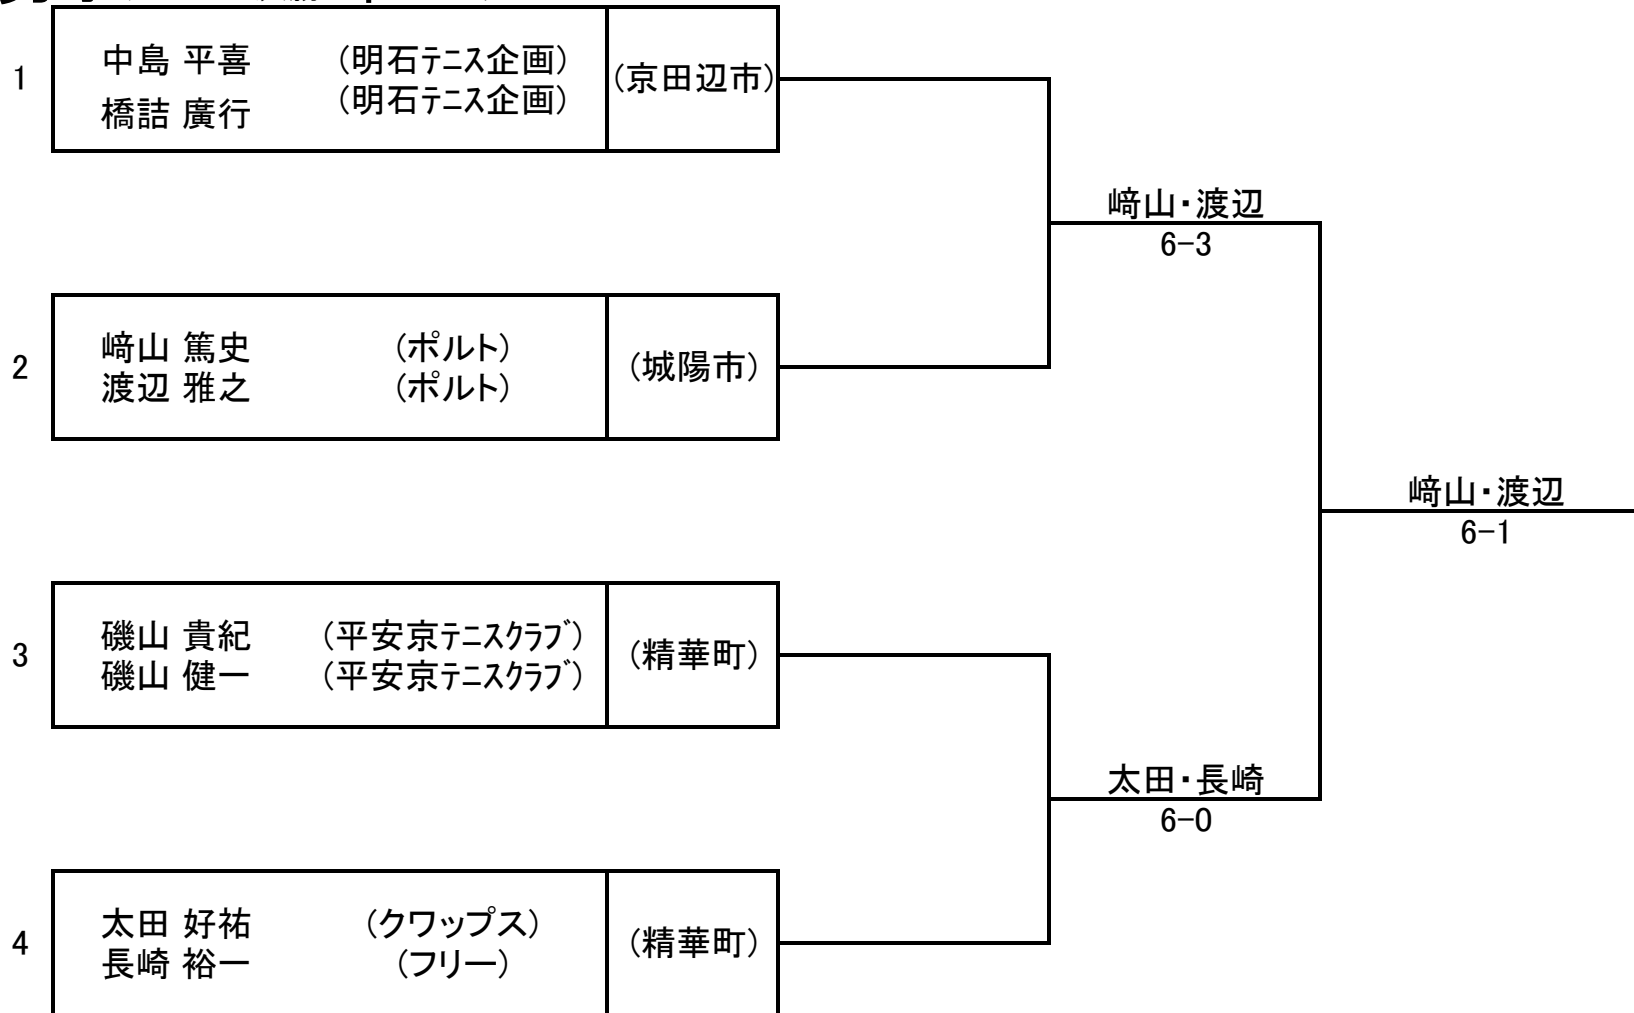 1
中島 平喜 (明石ﾃﾆｽ企画)
橋詰 廣行 (明石ﾃﾆｽ企画)
(京田辺市)
﨑山・渡辺
6-3
2
﨑山 篤史 (ポルト)
渡辺 雅之 (ポルト)
(城陽市)
﨑山・渡辺
6-1
3
磯山 貴紀 (平安京ﾃﾆｽｸﾗﾌﾞ)
磯山 健一 (平安京ﾃﾆｽｸﾗﾌﾞ)
(精華町)
太田・長崎
6-0
4
太田 好祐 (クワップス)
長崎 裕一 (フリー)
(精華町)